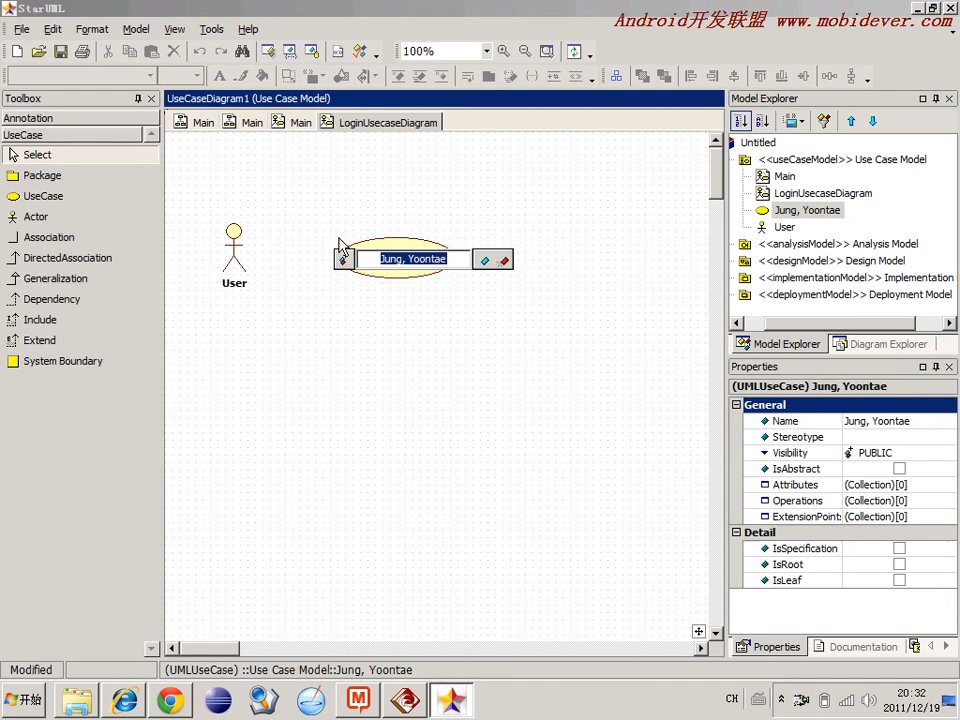 StarUML
Android开发联盟 www.mobidever.com
File Edit Format Model View Tools Help
100%
Toolbox
Annotation
UseCase
Select
Package
UseCase
Actor
Association
DirectedAssociation
Generalization
Dependency
Include
Extend
System Boundary
UseCaseDiagram1 (Use Case Model)
Main Main Main LoginUsecaseDiagram
User
Jung, Yoontae
Model Explorer
Untitled
<<useCaseModel>> Use Case Model
Main
LoginUsecaseDiagram
Jung, Yoontae
User
<<analysisModel>> Analysis Model
<<designModel>> Design Model
<<implementationModel>> Implementation
<<deploymentModel>> Deployment Model
Model Explorer Diagram Explorer
Properties
(UMLUseCase) Jung, Yoontae
General
Name Jung, Yoontae
Stereotype
Visibility PUBLIC
IsAbstract
Attributes (Collection)[0]
Operations (Collection)[0]
ExtensionPoint: (Collection)[0]
Detail
IsSpecification
IsRoot
IsLeaf
Properties Documentation
Modified (UMLUseCase) ::Use Case Model::Jung, Yoontae
开始
CH
20:32
2011/12/19